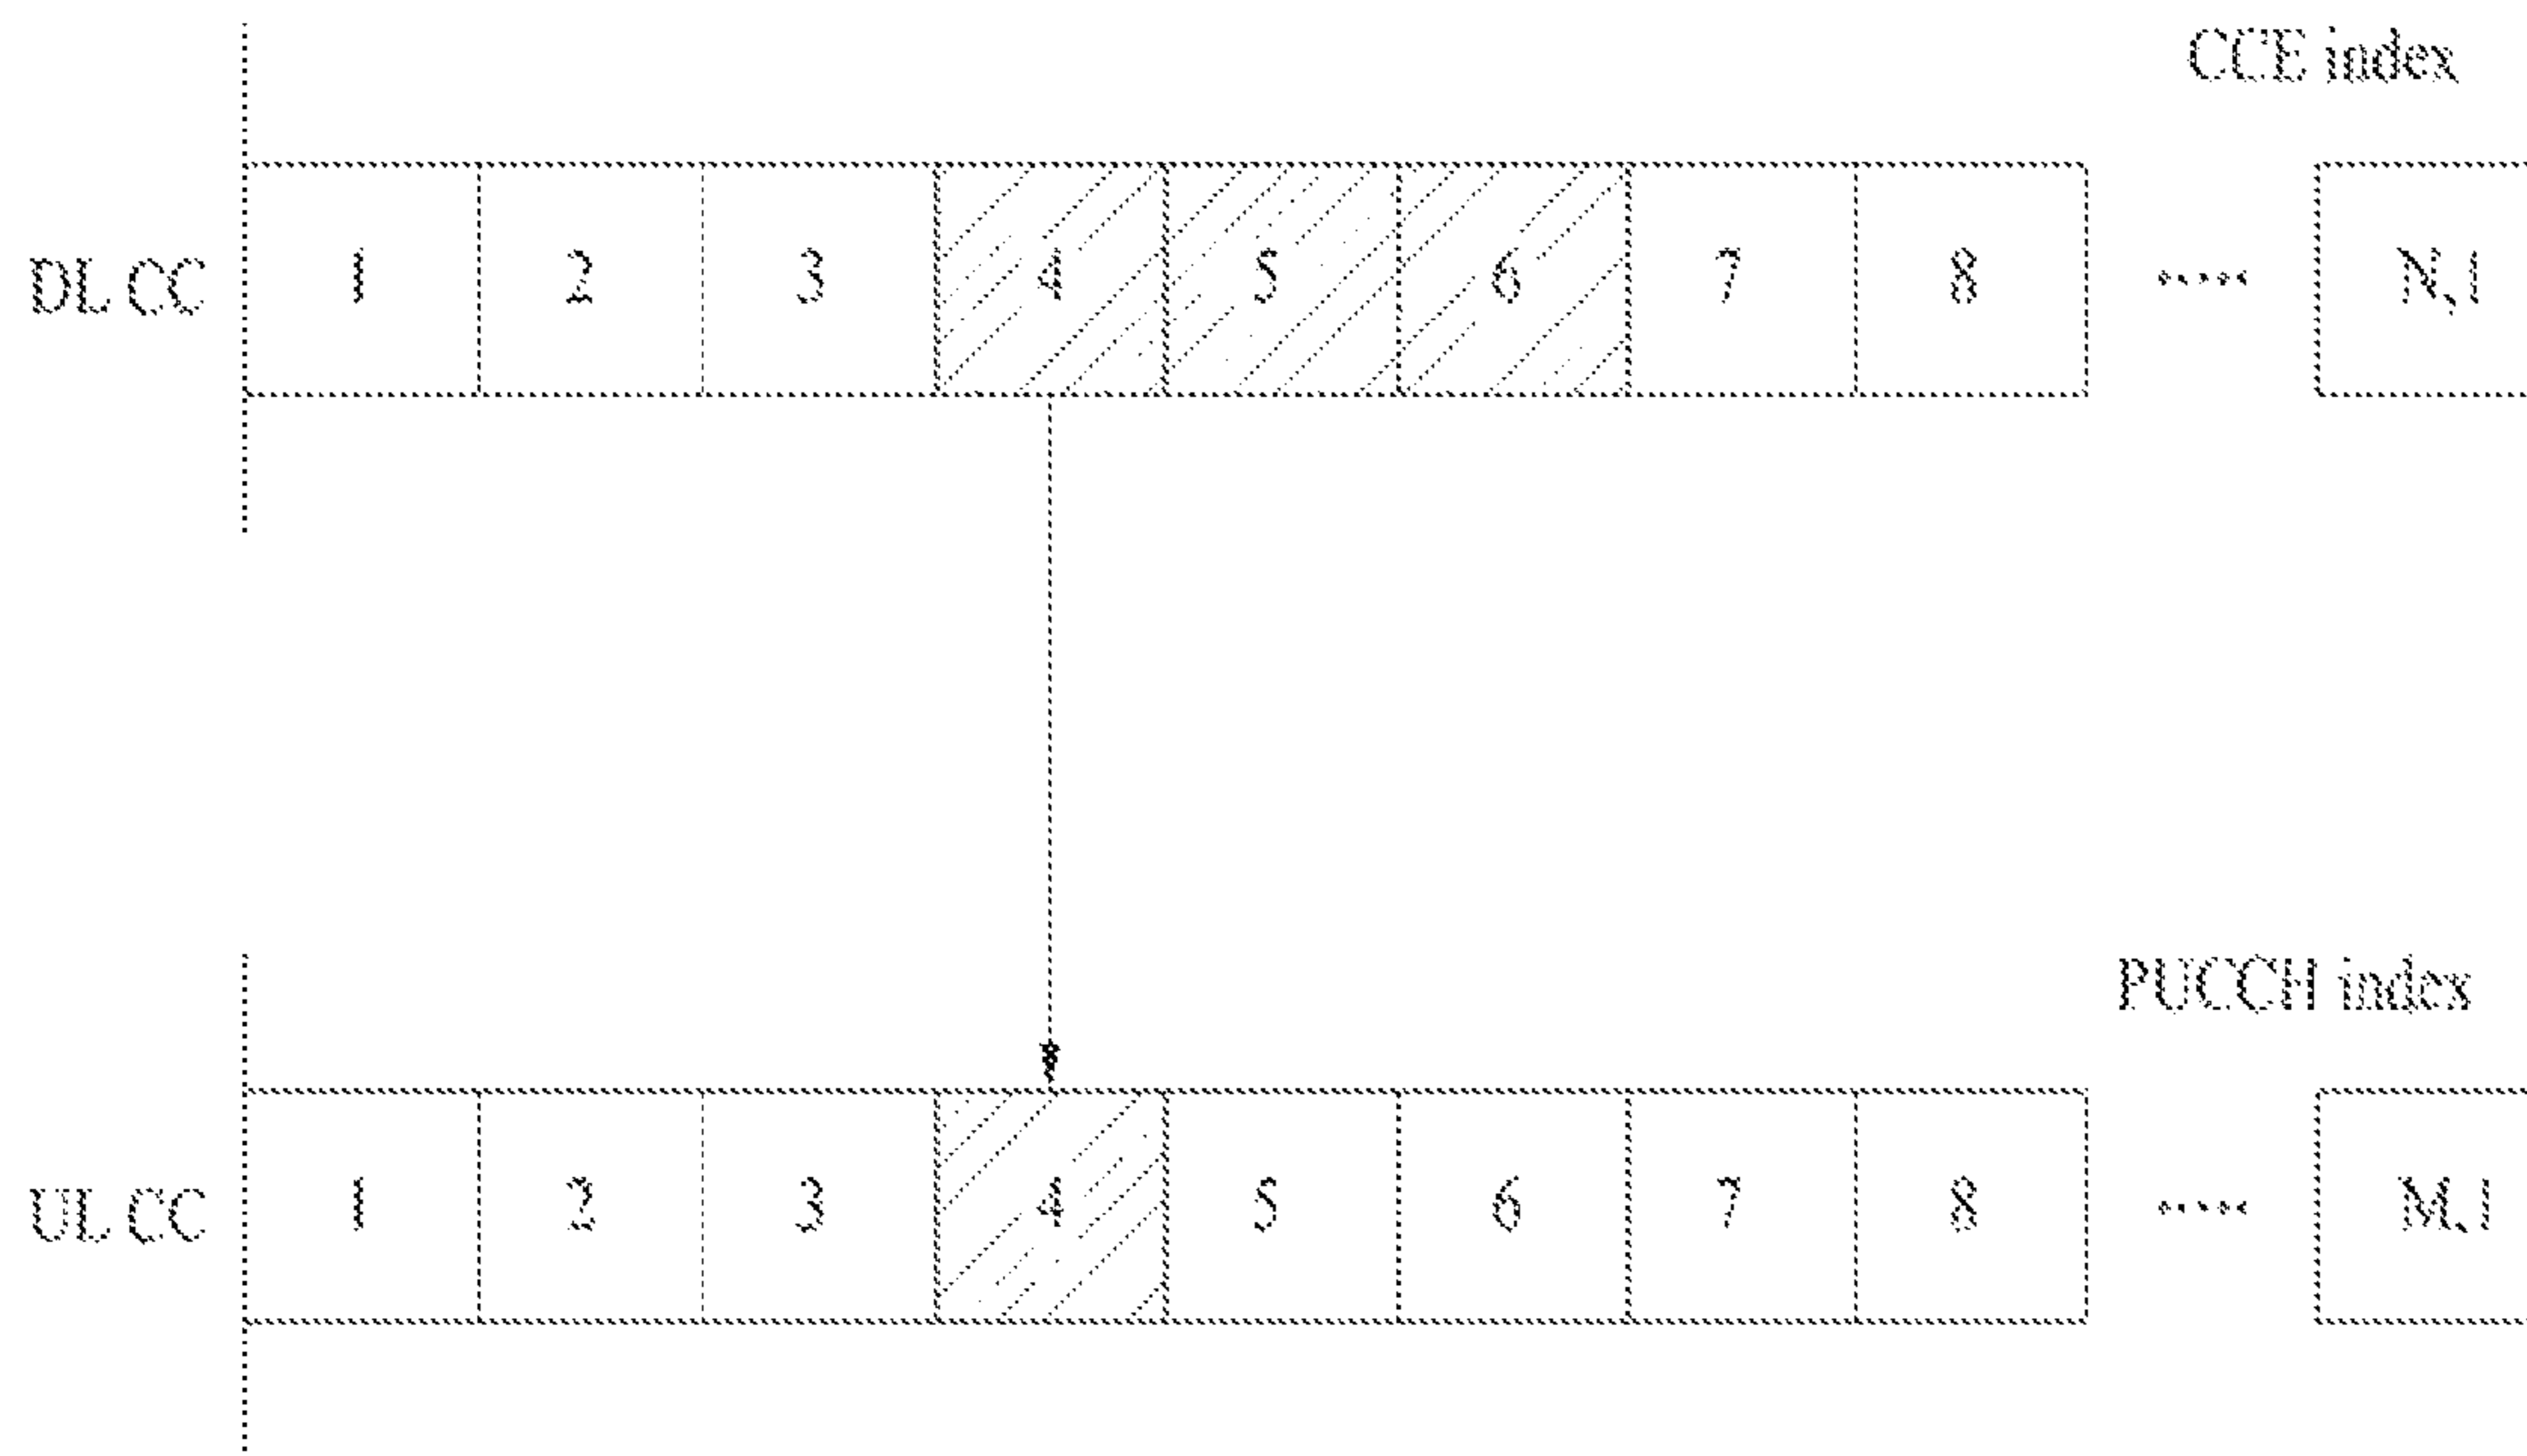 CCE index
DL CC 1 2 3 4 5 6 7 8 ..... N,1
PUCCH index
UL CC 1 2 3 4 5 6 7 8 ..... M,1